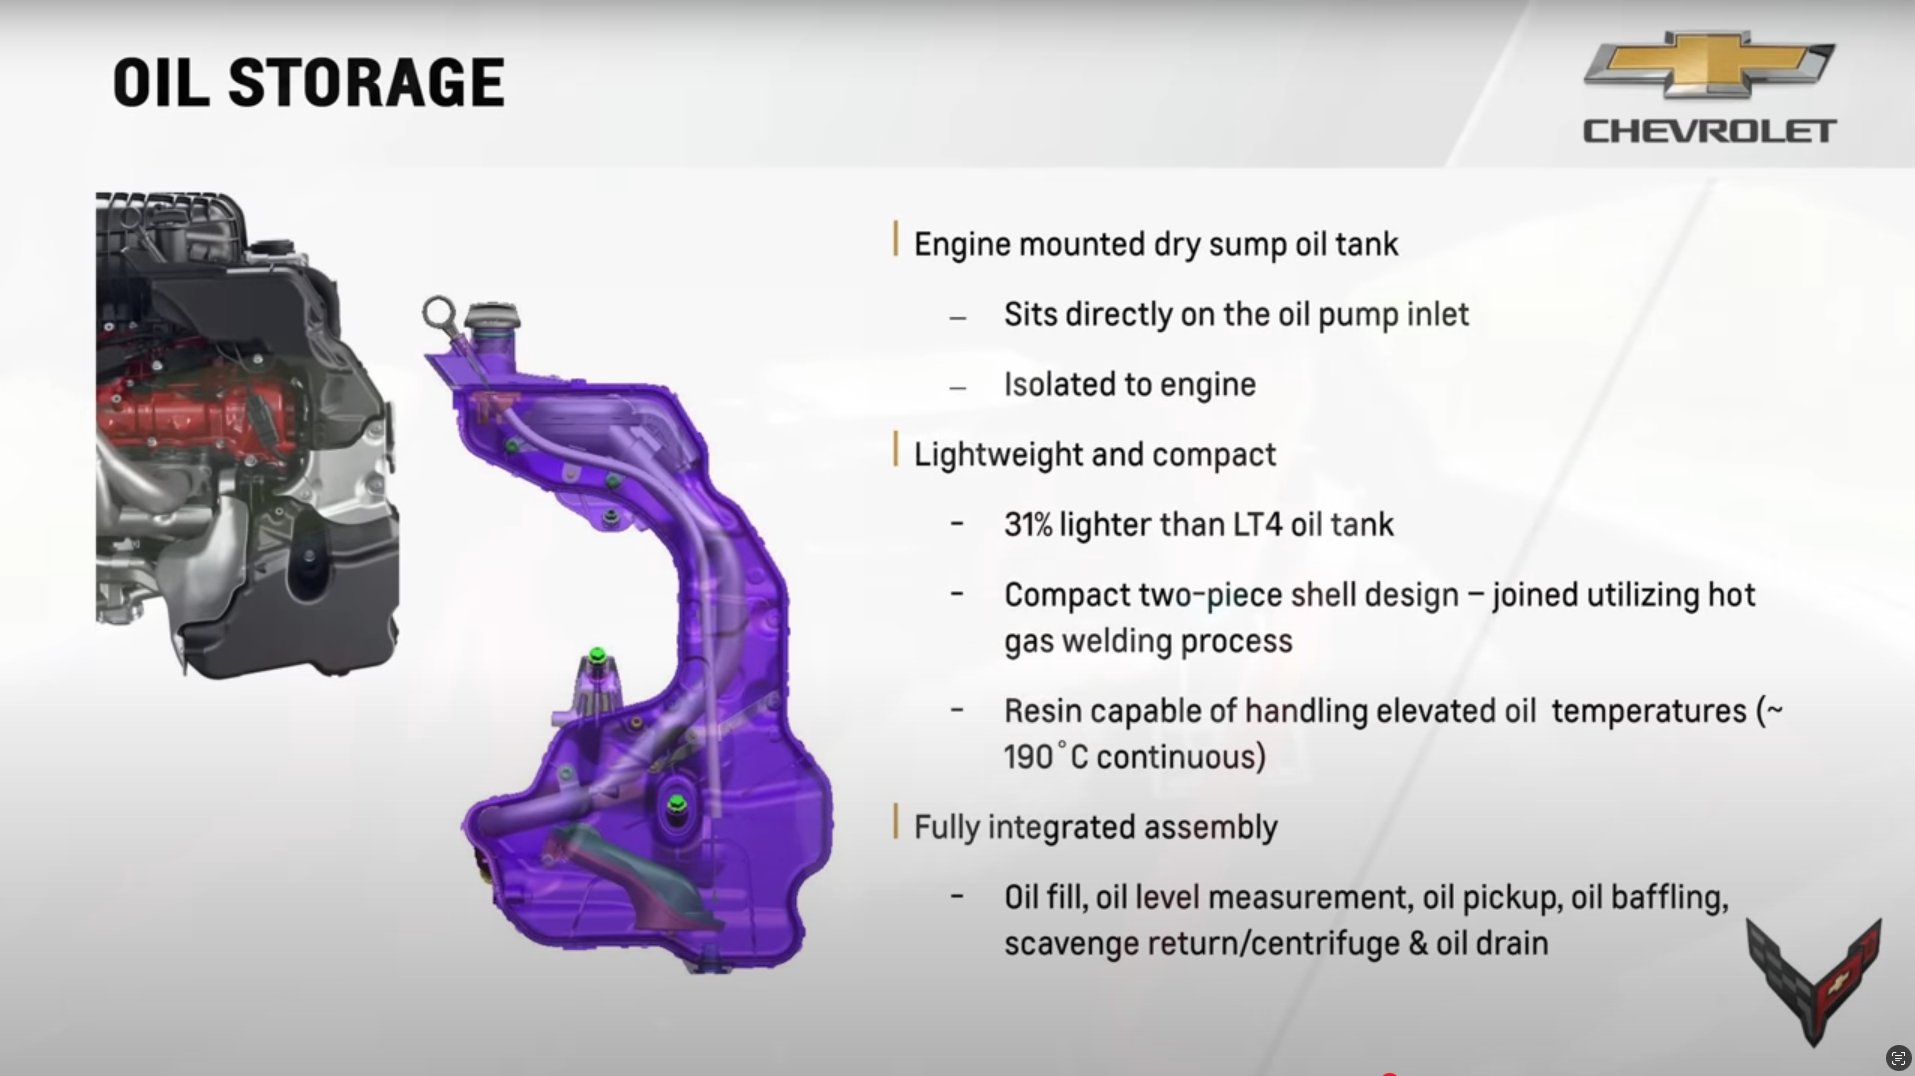 OIL STORAGE
CHEVROLET
Engine mounted dry sump oil tank
– Sits directly on the oil pump inlet
– Isolated to engine
Lightweight and compact
- 31% lighter than LT4 oil tank
- Compact two-piece shell design – joined utilizing hot
gas welding process
- Resin capable of handling elevated oil temperatures (~
190°C continuous)
Fully integrated assembly
- Oil fill, oil level measurement, oil pickup, oil baffling,
scavenge return/centrifuge & oil drain